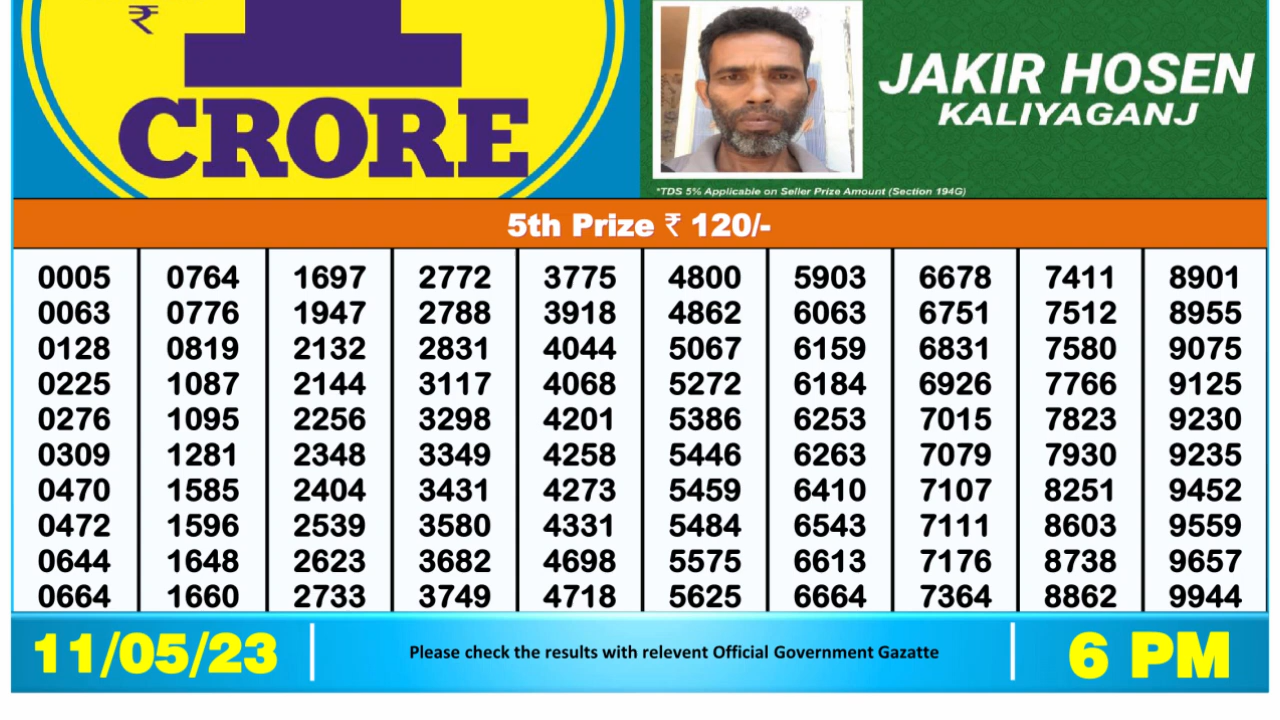 ₹ 1
CRORE
JAKIR HOSEN
KALIYAGANJ
*TDS 5% Applicable on Seller Prize Amount (Section 194G)
5th Prize ₹ 120/-
0005 0764 1697 2772 3775 4800 5903 6678 7411 8901
0063 0776 1947 2788 3918 4862 6063 6751 7512 8955
0128 0819 2132 2831 4044 5067 6159 6831 7580 9075
0225 1087 2144 3117 4068 5272 6184 6926 7766 9125
0276 1095 2256 3298 4201 5386 6253 7015 7823 9230
0309 1281 2348 3349 4258 5446 6263 7079 7930 9235
0470 1585 2404 3431 4273 5459 6410 7107 8251 9452
0472 1596 2539 3580 4331 5484 6543 7111 8603 9559
0644 1648 2623 3682 4698 5575 6613 7176 8738 9657
0664 1660 2733 3749 4718 5625 6664 7364 8862 9944
11/05/23 Please check the results with relevent Official Government Gazatte 6 PM